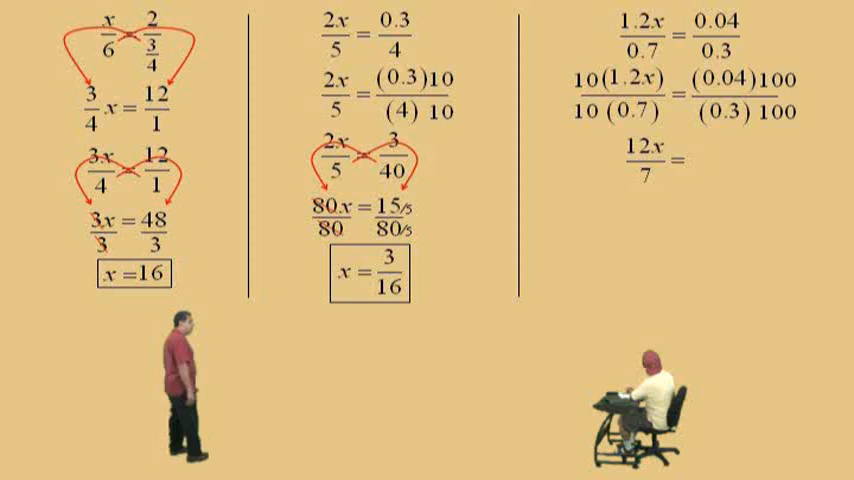 x/6 = 2/(3/4)
3/4 x = 12/1
3x/4 = 12/1
3x/3 = 48/3
x = 16
2x/5 = 0.3/4
2x/5 = (0.3)10/(4) 10
2x/5 = 3/40
80x/80 = 15/5/80/5
x = 3/16
1.2x/0.7 = 0.04/0.3
10(1.2x)/10 (0.7) = (0.04)100/(0.3) 100
12x/7 =